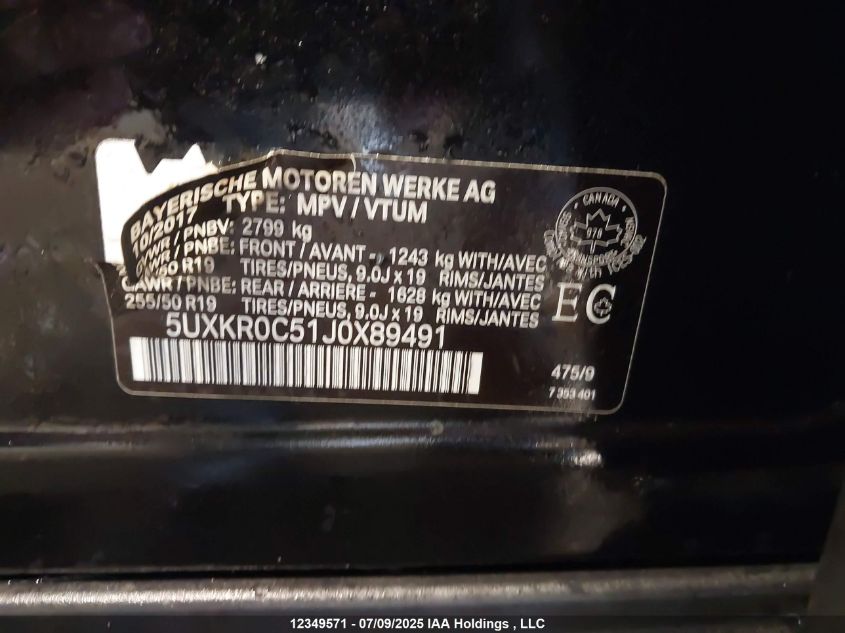 BAYERISCHE MOTOREN WERKE AG
10/2017 TYPE: MPV / VTUM
GVWR / PNBV: 2799 kg
/ PNBE: FRONT / AVANT - 1243 kg WITH/AVEC
R19 TIRES/PNEUS, 9.0J x 19 RIMS/JANTES
GAWR / PNBE: REAR / ARRIERE - 1628 kg WITH/AVEC
255/50 R19 TIRES/PNEUS, 9.0J x 19 RIMS/JANTES
5UXKR0C51J0X89491
CANADA
EC
475/9
7 353 401
12349571 - 07/09/2025 IAA Holdings , LLC